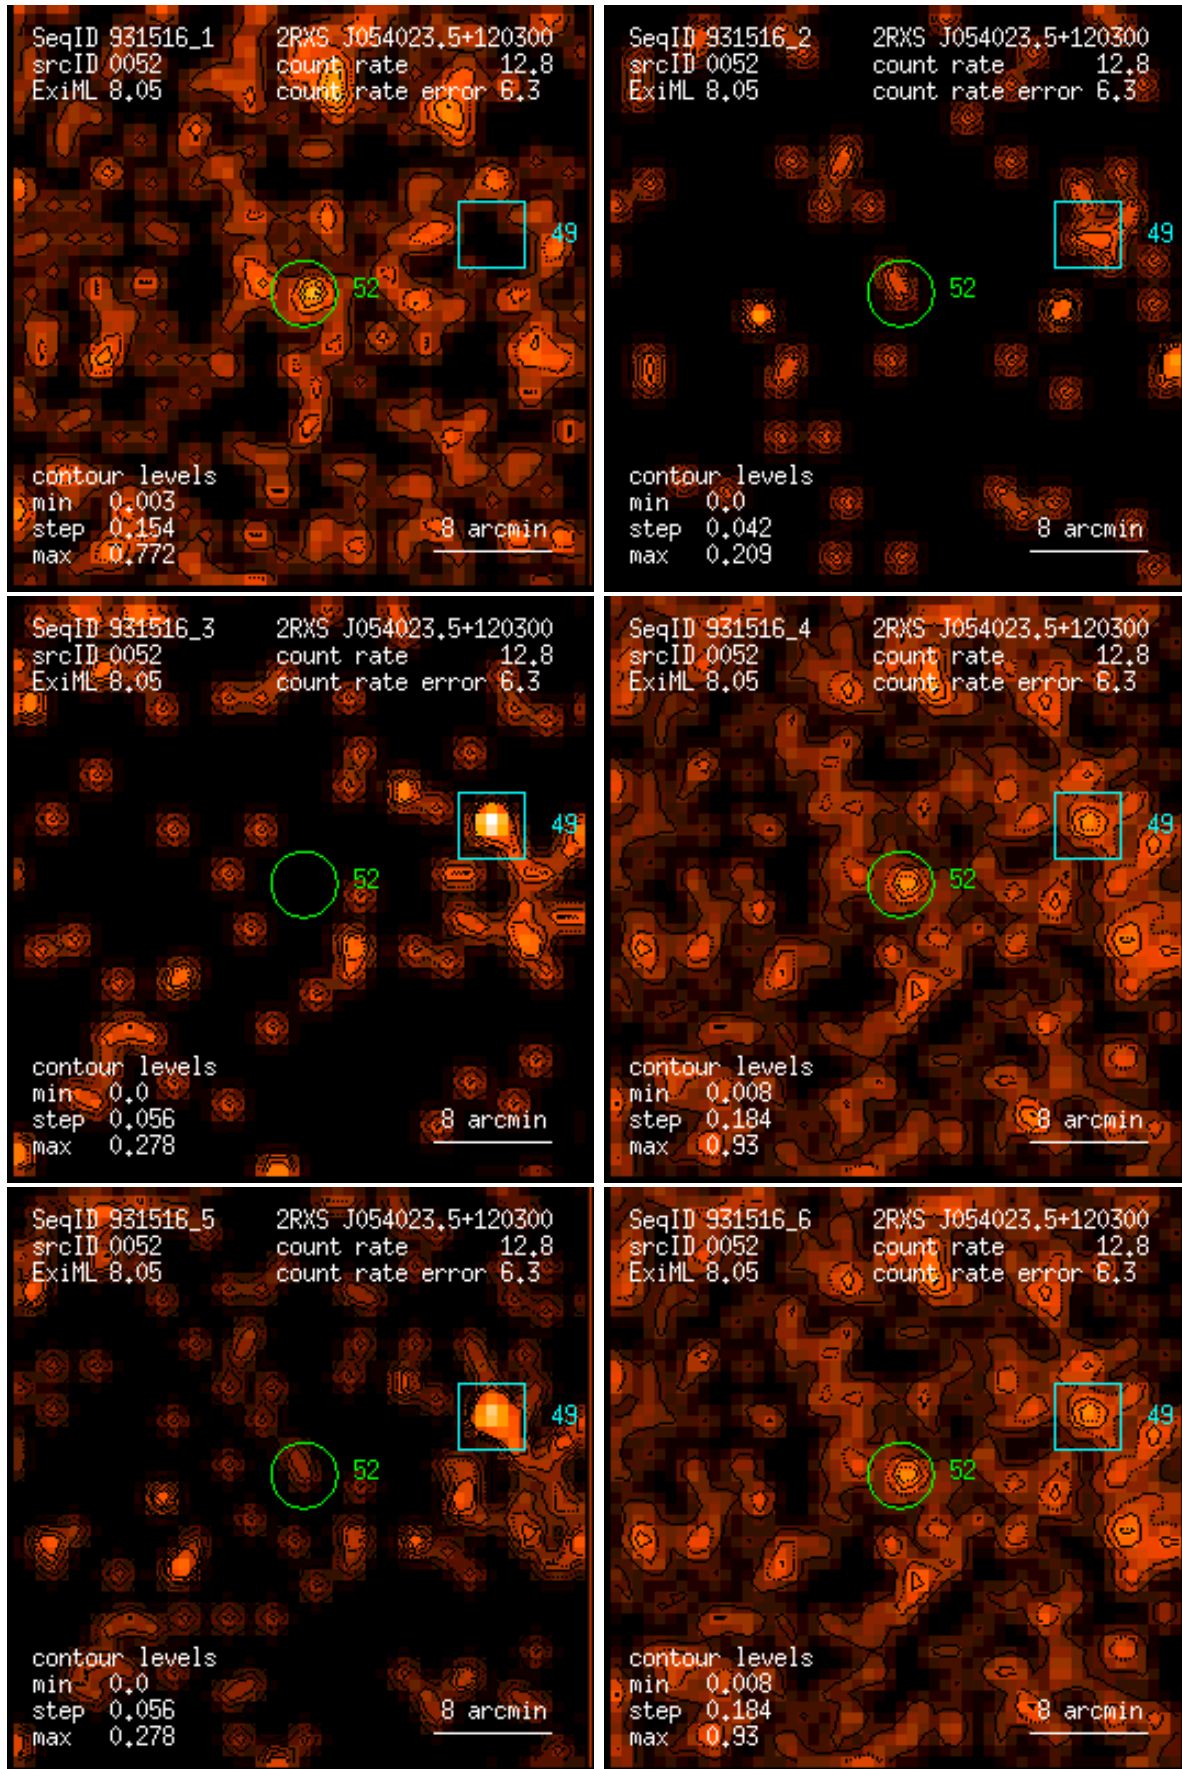 SeqID 931516_1 2RXS J054023.5+120300
srcID 0052 count rate 12.8
ExiML 8.05 count rate error 6.3
49
52
contour levels
min 0.003
step 0.154
max 0.772
8 arcmin
SeqID 931516_2 2RXS J054023.5+120300
srcID 0052 count rate 12.8
ExiML 8.05 count rate error 6.3
49
52
contour levels
min 0.0
step 0.042
max 0.209
8 arcmin
SeqID 931516_3 2RXS J054023.5+120300
srcID 0052 count rate 12.8
ExiML 8.05 count rate error 6.3
49
52
contour levels
min 0.0
step 0.056
max 0.278
8 arcmin
SeqID 931516_4 2RXS J054023.5+120300
srcID 0052 count rate 12.8
ExiML 8.05 count rate error 6.3
49
52
contour levels
min 0.008
step 0.184
max 0.93
8 arcmin
SeqID 931516_5 2RXS J054023.5+120300
srcID 0052 count rate 12.8
ExiML 8.05 count rate error 6.3
49
52
contour levels
min 0.0
step 0.056
max 0.278
8 arcmin
SeqID 931516_6 2RXS J054023.5+120300
srcID 0052 count rate 12.8
ExiML 8.05 count rate error 6.3
49
52
contour levels
min 0.008
step 0.184
max 0.93
8 arcmin